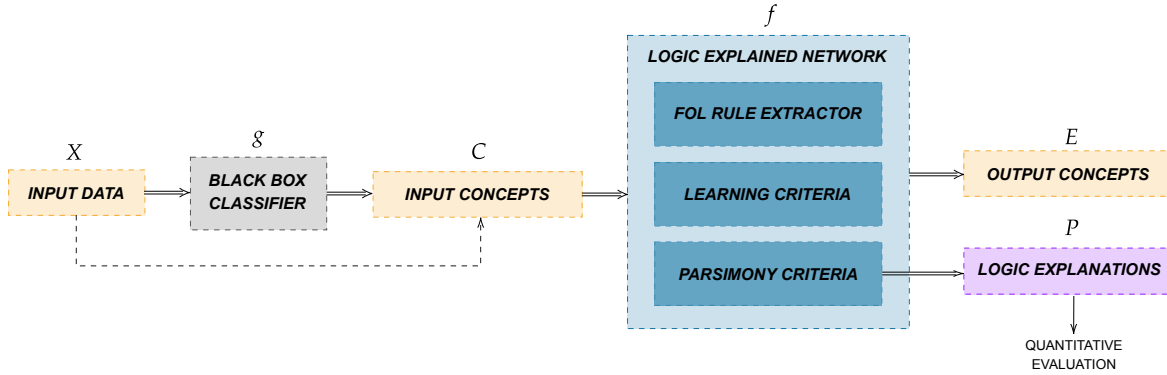 f
LOGIC EXPLAINED NETWORK
FOL RULE EXTRACTOR
X
g
C
E
INPUT DATA
BLACK BOX
CLASSIFIER
INPUT CONCEPTS
LEARNING CRITERIA
OUTPUT CONCEPTS
P
PARSIMONY CRITERIA
LOGIC EXPLANATIONS
QUANTITATIVE
EVALUATION